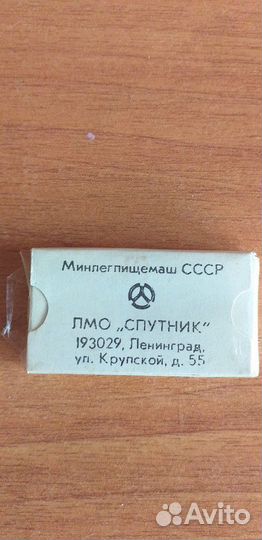 Минлегпищемаш СССР
ЛМО „СПУТНИК"
193029, Ленинград,
ул. Крупской, д. 55
Avito